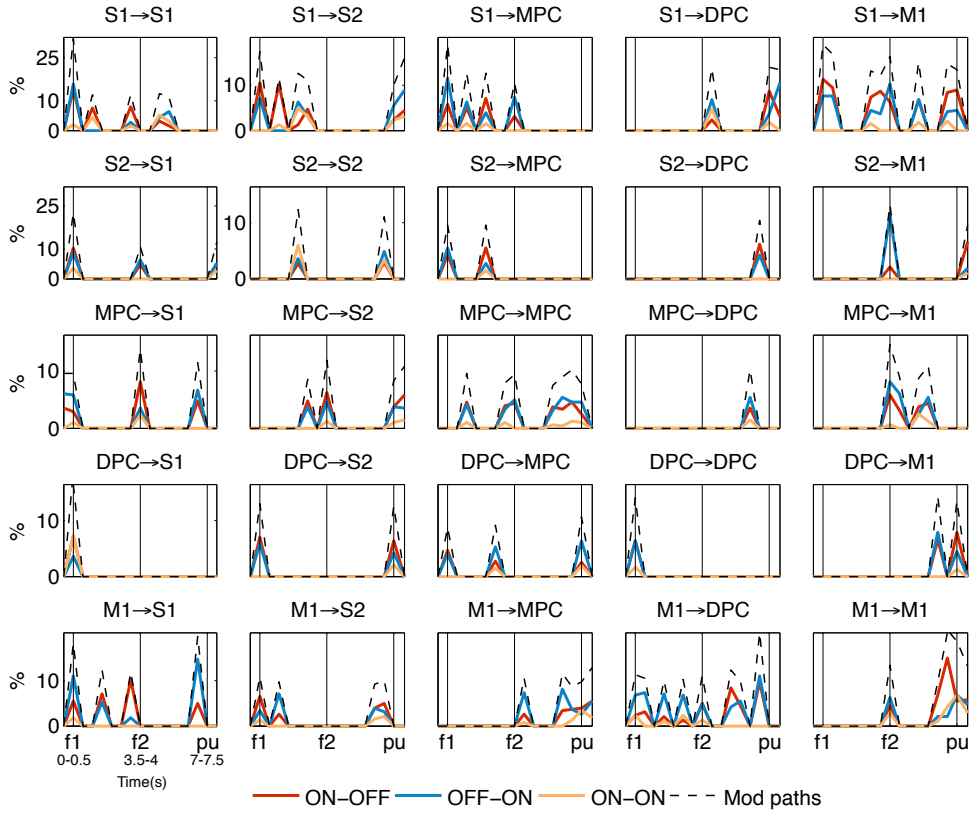 S1→S1 S1→S2 S1→MPC S1→DPC S1→M1
25
10
0
%
10
0
S2→S1 S2→S2 S2→MPC S2→DPC S2→M1
25
10
0
%
10
0
MPC→S1 MPC→S2 MPC→MPC MPC→DPC MPC→M1
10
0
%
DPC→S1 DPC→S2 DPC→MPC DPC→DPC DPC→M1
10
0
%
M1→S1 M1→S2 M1→MPC M1→DPC M1→M1
10
0
%
f1 f2 pu f1 f2 pu f1 f2 pu f1 f2 pu f1 f2 pu
0-0.5 3.5-4 7-7.5
Time(s)
ON−OFF OFF−ON ON−ON Mod paths